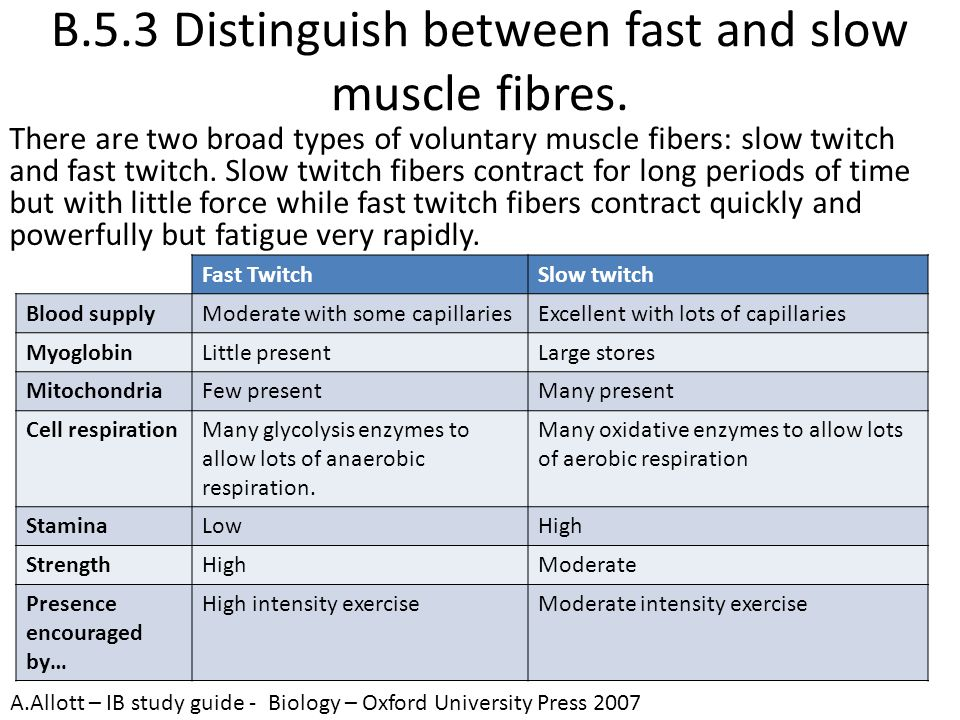 B.5.3 Distinguish between fast and slow
muscle fibres.
There are two broad types of voluntary muscle fibers: slow twitch
and fast twitch. Slow twitch fibers contract for long periods of time
but with little force while fast twitch fibers contract quickly and
powerfully but fatigue very rapidly.
Fast Twitch Slow twitch
Blood supply Moderate with some capillaries Excellent with lots of capillaries
Myoglobin Little present Large stores
Mitochondria Few present Many present
Cell respiration Many glycolysis enzymes to Many oxidative enzymes to allow lots
allow lots of anaerobic of aerobic respiration
respiration.
Stamina Low High
Strength High Moderate
Presence High intensity exercise Moderate intensity exercise
encouraged
by...
A.Allott – IB study guide - Biology – Oxford University Press 2007